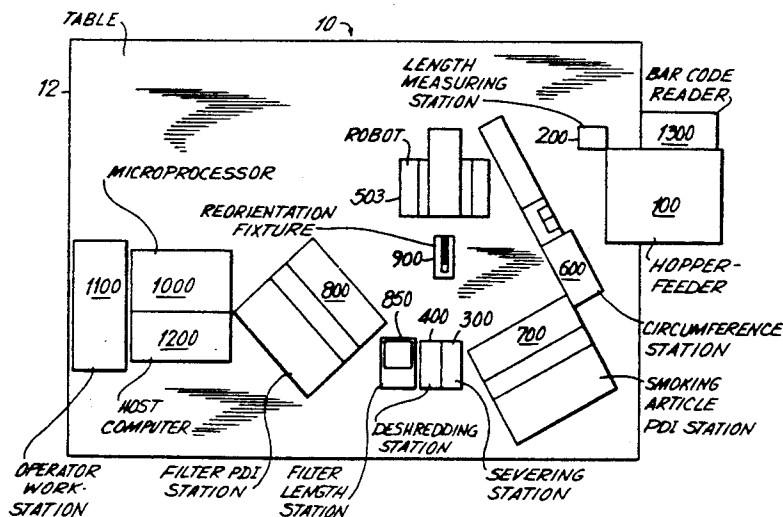 TABLE
10
12
LENGTH
MEASURING
STATION
BAR CODE
READER
1300
200
100
ROBOT
503
MICROPROCESSOR
REORIENTATION
FIXTURE
900
600
HOPPER-
FEEDER
1100
1000
1200
800
850
400
300
700
CIRCUMFERENCE
STATION
SMOKING
ARTICLE
PDI STATION
HOST
COMPUTER
DESHREDDING
STATION
OPERATOR
WORK-
STATION
FILTER PDI
STATION
FILTER
LENGTH
STATION
SEVERING
STATION